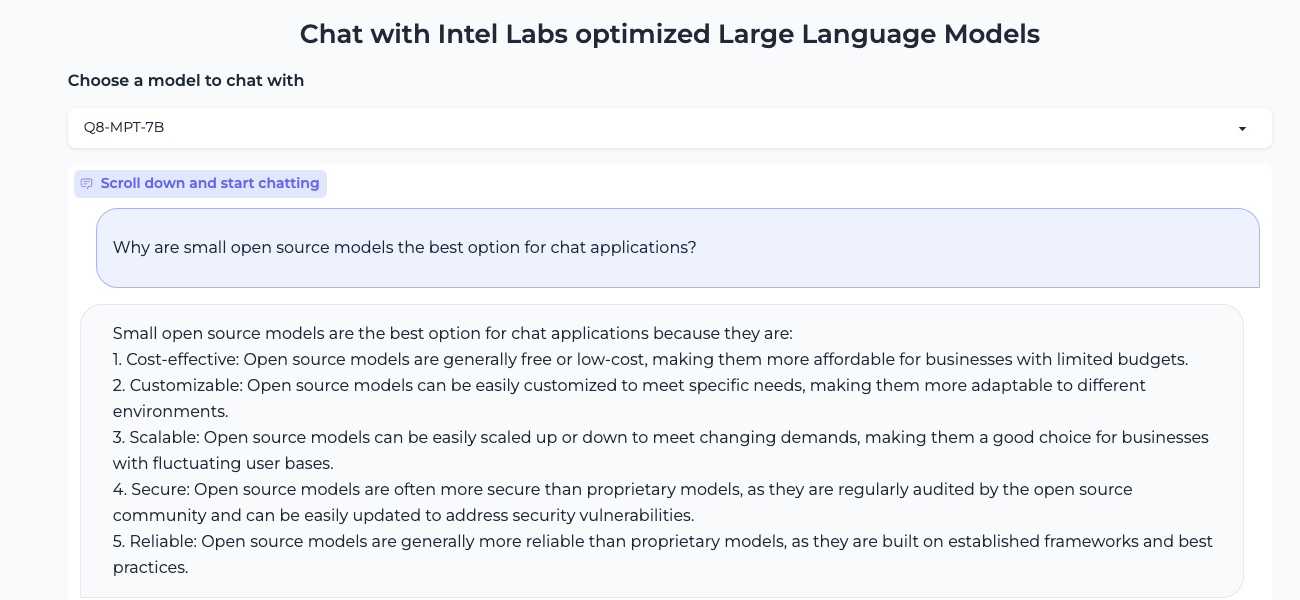 Chat with Intel Labs optimized Large Language Models
Choose a model to chat with
Q8-MPT-7B
Scroll down and start chatting
Why are small open source models the best option for chat applications?
Small open source models are the best option for chat applications because they are:
1. Cost-effective: Open source models are generally free or low-cost, making them more affordable for businesses with limited budgets.
2. Customizable: Open source models can be easily customized to meet specific needs, making them more adaptable to different
environments.
3. Scalable: Open source models can be easily scaled up or down to meet changing demands, making them a good choice for businesses
with fluctuating user bases.
4. Secure: Open source models are often more secure than proprietary models, as they are regularly audited by the open source
community and can be easily updated to address security vulnerabilities.
5. Reliable: Open source models are generally more reliable than proprietary models, as they are built on established frameworks and best
practices.